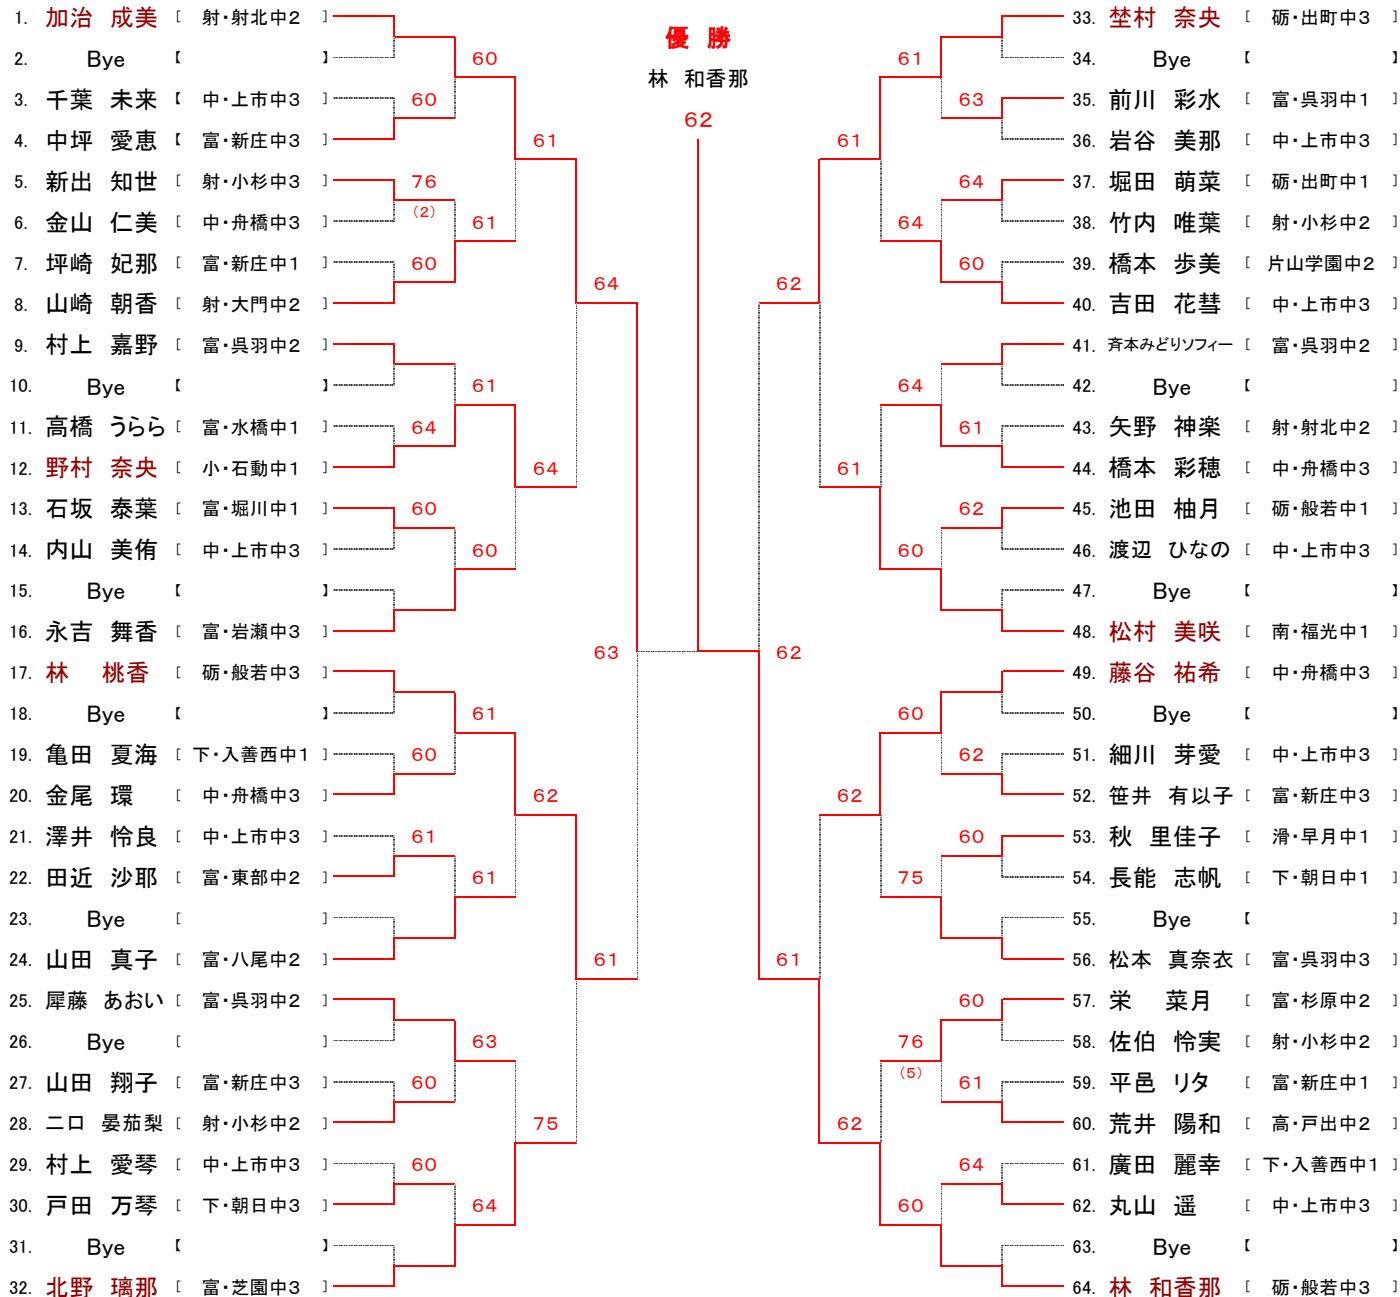 優 勝
林 和香那
62
1. 加治 成美 [ 射・射北中2 ]
2. Bye 【 】
3. 千葉 未来 【 中・上市中3 ]
4. 中坪 愛恵 【 富・新庄中3 ]
5. 新出 知世 [ 射・小杉中3 ]
6. 金山 仁美 [ 中・舟橋中3 ]
7. 坪崎 妃那 [ 富・新庄中1 ]
8. 山崎 朝香 [ 射・大門中2 ]
9. 村上 嘉野 [ 富・呉羽中2 ]
10. Bye 【 】
11. 高橋 うらら [ 富・水橋中1 ]
12. 野村 奈央 [ 小・石動中1 ]
13. 石坂 泰葉 [ 富・堀川中1 ]
14. 内山 美侑 [ 中・上市中3 ]
15. Bye 【 】
16. 永吉 舞香 [ 富・岩瀬中3 ]
17. 林 桃香 [ 砺・般若中3 ]
18. Bye 【 】
19. 亀田 夏海 [ 下・入善西中1 ]
20. 金尾 環 [ 中・舟橋中3 ]
21. 澤井 怜良 [ 中・上市中3 ]
22. 田近 沙耶 [ 富・東部中2 ]
23. Bye [ ]
24. 山田 真子 [ 富・八尾中2 ]
25. 犀藤 あおい [ 富・呉羽中2 ]
26. Bye [ ]
27. 山田 翔子 [ 富・新庄中3 ]
28. 二口 晏茄梨 [ 射・小杉中2 ]
29. 村上 愛琴 [ 中・上市中3 ]
30. 戸田 万琴 [ 下・朝日中3 ]
31. Bye 【 】
32. 北野 璃那 [ 富・芝園中3 ]
60
60
61
76
(2)
61
60
64
61
64
64
60
60
63
61
60
62
61
61
61
63
60
75
60
64
33. 埜村 奈央 [ 砺・出町中3 ]
34. Bye 【 】
35. 前川 彩水 [ 富・呉羽中1 ]
36. 岩谷 美那 [ 中・上市中3 ]
37. 堀田 萌菜 [ 砺・出町中1 ]
38. 竹内 唯葉 [ 射・小杉中2 ]
39. 橋本 歩美 [ 片山学園中2 ]
40. 吉田 花彗 [ 中・上市中3 ]
41. 斉本みどりソフィー [ 富・呉羽中2 ]
42. Bye 【 ]
43. 矢野 神楽 [ 射・射北中2 ]
44. 橋本 彩穂 [ 中・舟橋中3 ]
45. 池田 柚月 [ 砺・般若中1 ]
46. 渡辺 ひなの [ 中・上市中3 ]
47. Bye 【 】
48. 松村 美咲 [ 南・福光中1 ]
49. 藤谷 祐希 [ 中・舟橋中3 ]
50. Bye 【 】
51. 細川 芽愛 [ 中・上市中3 ]
52. 笹井 有以子 [ 富・新庄中3 ]
53. 秋 里佳子 [ 滑・早月中1 ]
54. 長能 志帆 [ 下・朝日中1 ]
55. Bye 【 】
56. 松本 真奈衣 [ 富・呉羽中3 ]
57. 栄 菜月 [ 富・杉原中2 ]
58. 佐伯 怜実 [ 射・小杉中2 ]
59. 平邑 リタ [ 富・新庄中1 ]
60. 荒井 陽和 [ 高・戸出中2 ]
61. 廣田 麗幸 [ 下・入善西中1 ]
62. 丸山 遥 [ 中・上市中3 ]
63. Bye 【 】
64. 林 和香那 [ 砺・般若中3 ]
61
63
61
64
64
60
62
64
61
61
62
60
62
60
62
62
60
75
61
60
76
(5)
61
62
64
60